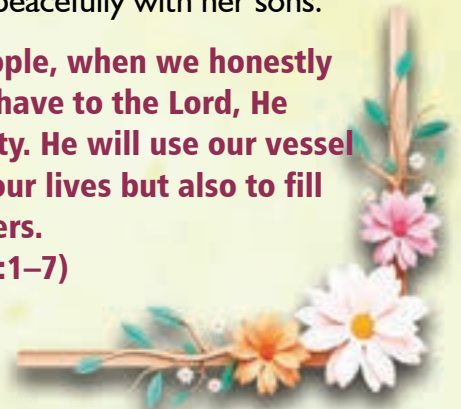 peacefully with her sons.
ople, when we honestly
have to the Lord, He
ty. He will use our vessel
our lives but also to fill
ers.
:1–7)